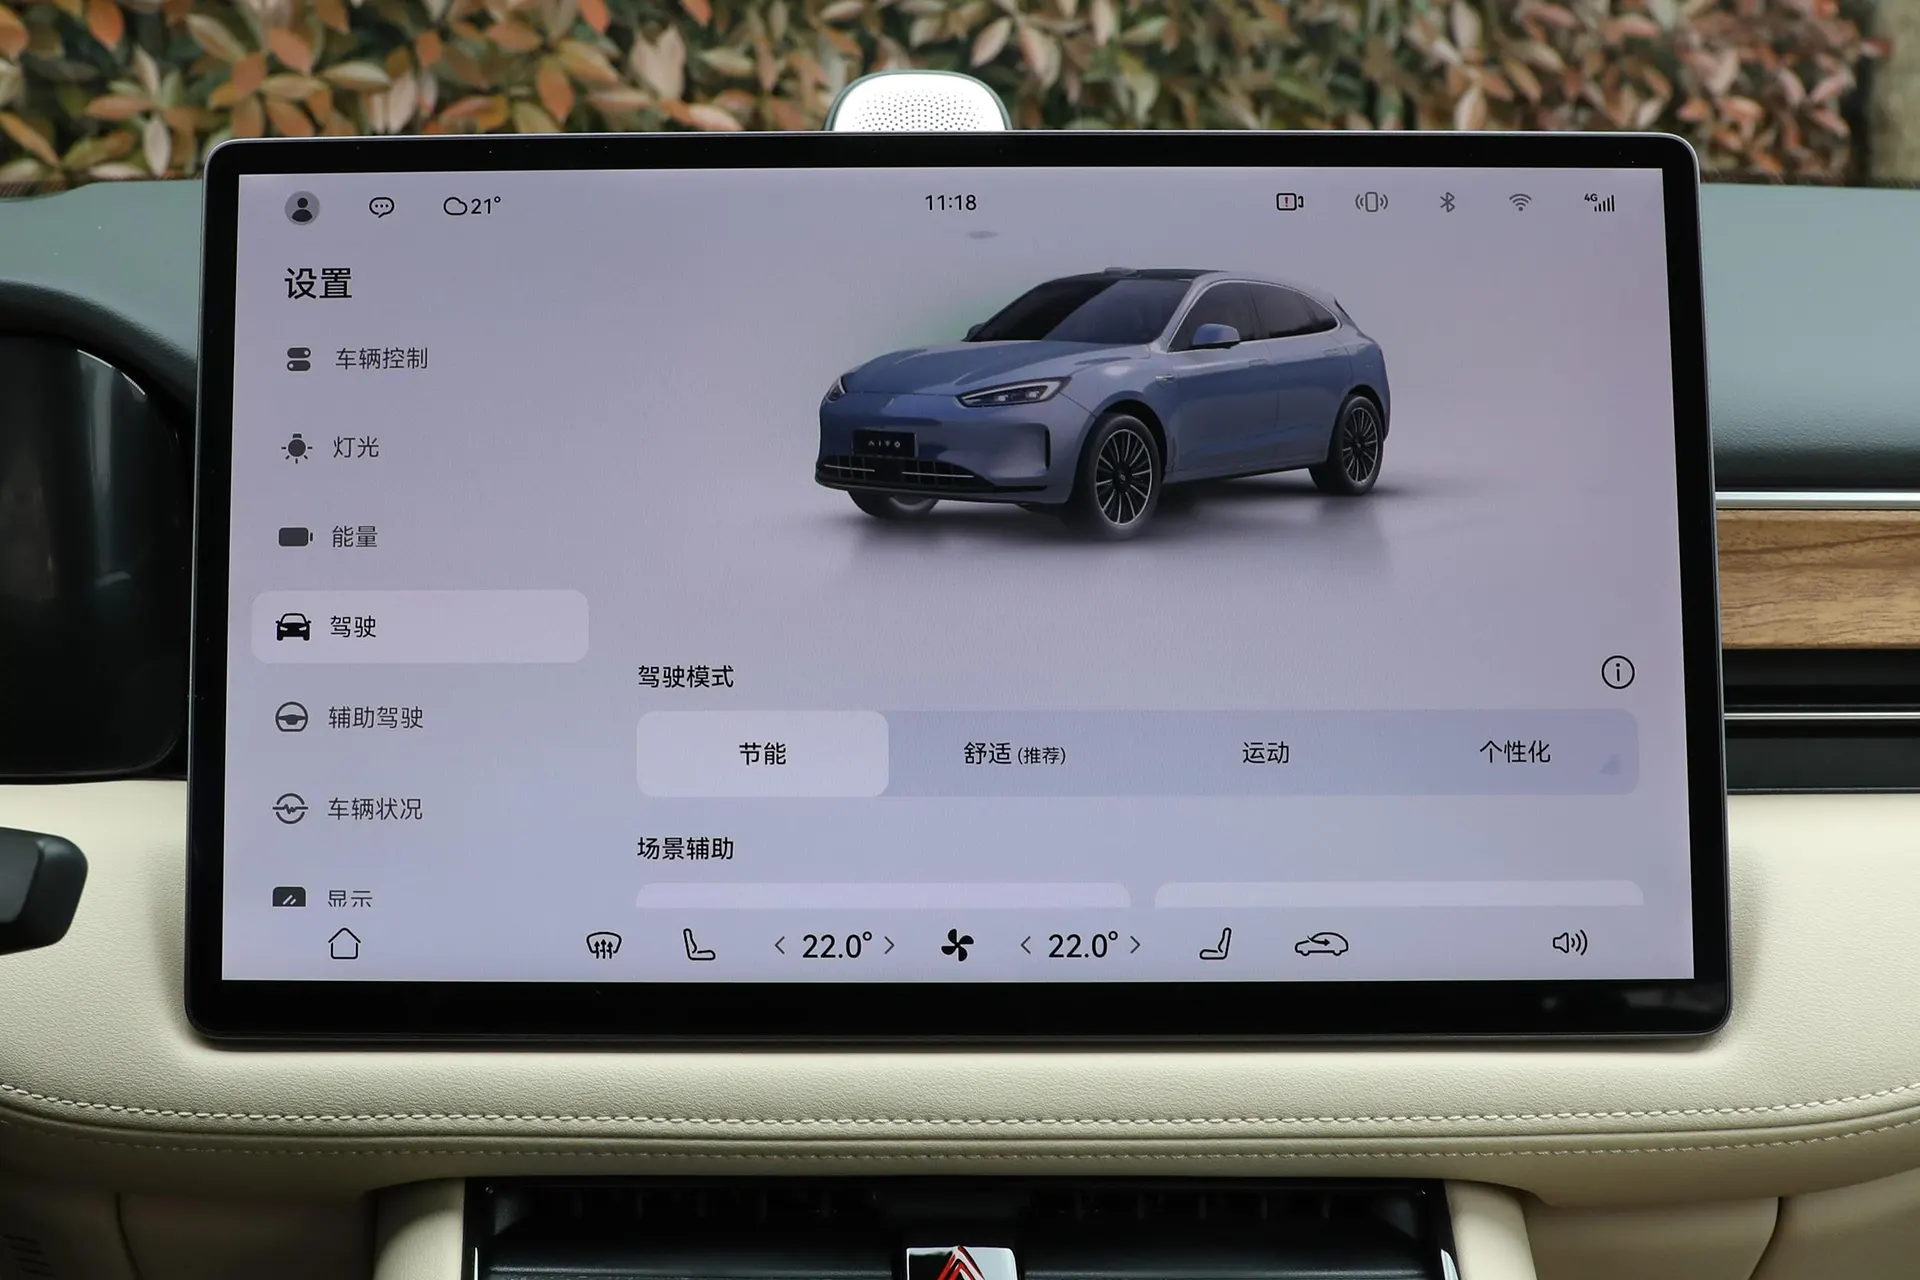 21°
11:18
4G
设置
车辆控制
灯光
能量
驾驶
辅助驾驶
车辆状况
显示
AITO
驾驶模式
节能
舒适(推荐)
运动
个性化
场景辅助
22.0°
22.0°